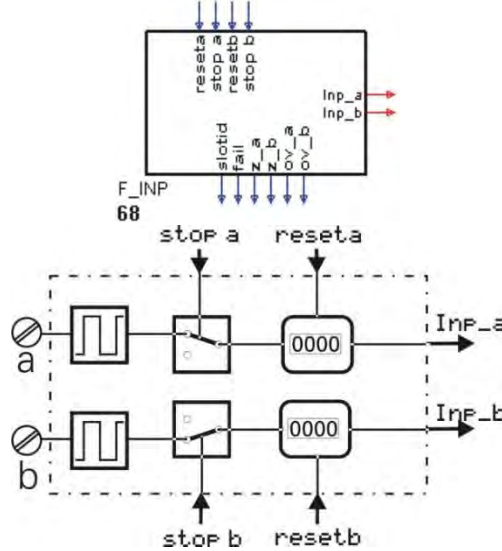 reseta
stop a
resetb
stop b
Inp_a
Inp_b
slotid
fail
z_a
z_b
ov_a
ov_b
F_INP
68
stop a reseta
a
0000
Inp_a
b
0000
Inp_b
stop b resetb